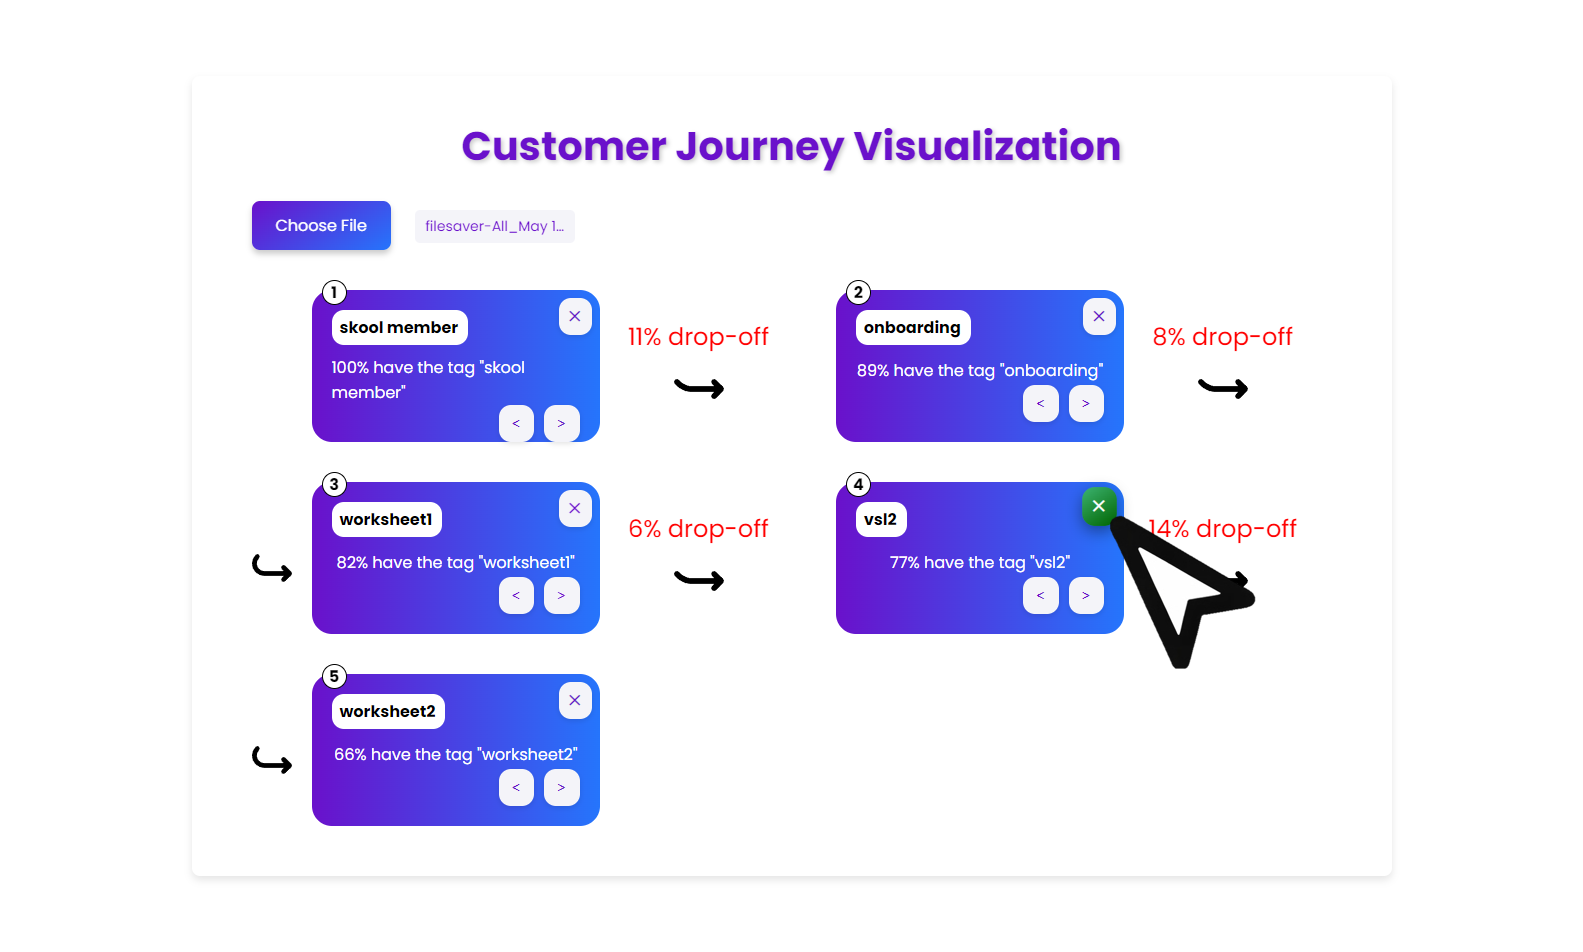 Customer Journey Visualization
Choose File
filesaver-All_May 1...
1
skool member
100% have the tag "skool
member"
< >
11% drop-off
2
onboarding
89% have the tag "onboarding"
< >
8% drop-off
3
worksheet1
82% have the tag "worksheet1"
< >
6% drop-off
4
vsl2
77% have the tag "vsl2"
< >
14% drop-off
5
worksheet2
66% have the tag "worksheet2"
< >